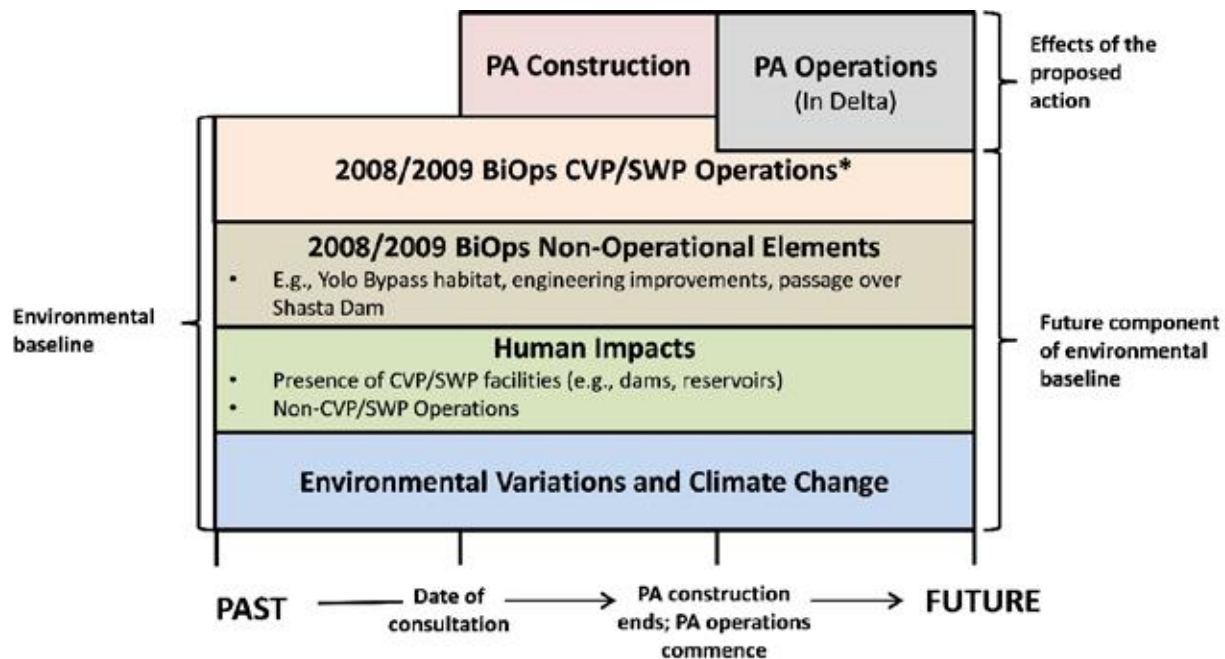 PA Construction
PA Operations
(In Delta)
Effects of the
proposed
action
2008/2009 BiOps CVP/SWP Operations*
2008/2009 BiOps Non-Operational Elements
• E.g., Yolo Bypass habitat, engineering improvements, passage over
Shasta Dam
Environmental
baseline
Human Impacts
• Presence of CVP/SWP facilities (e.g., dams, reservoirs)
• Non-CVP/SWP Operations
Future component
of environmental
baseline
Environmental Variations and Climate Change
PAST
Date of
consultation
PA construction
ends; PA operations
commence
FUTURE